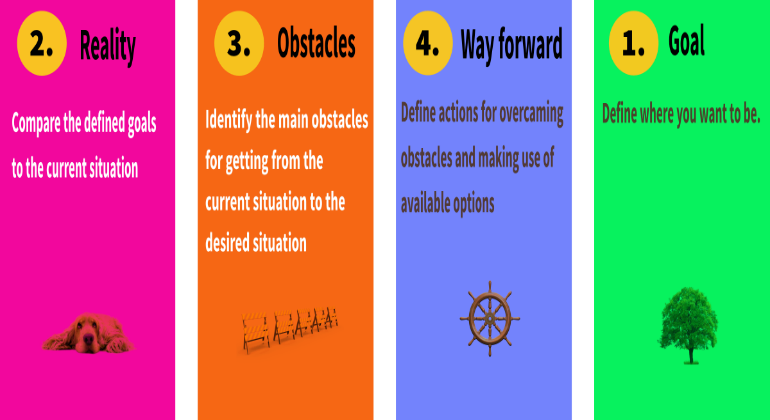 2. Reality
Compare the defined goals
to the current situation
3. Obstacles
Identify the main obstacles
for getting from the
current situation to the
desired situation
4. Way forward
Define actions for overcaming
obstacles and making use of
available options
1. Goal
Define where you want to be.